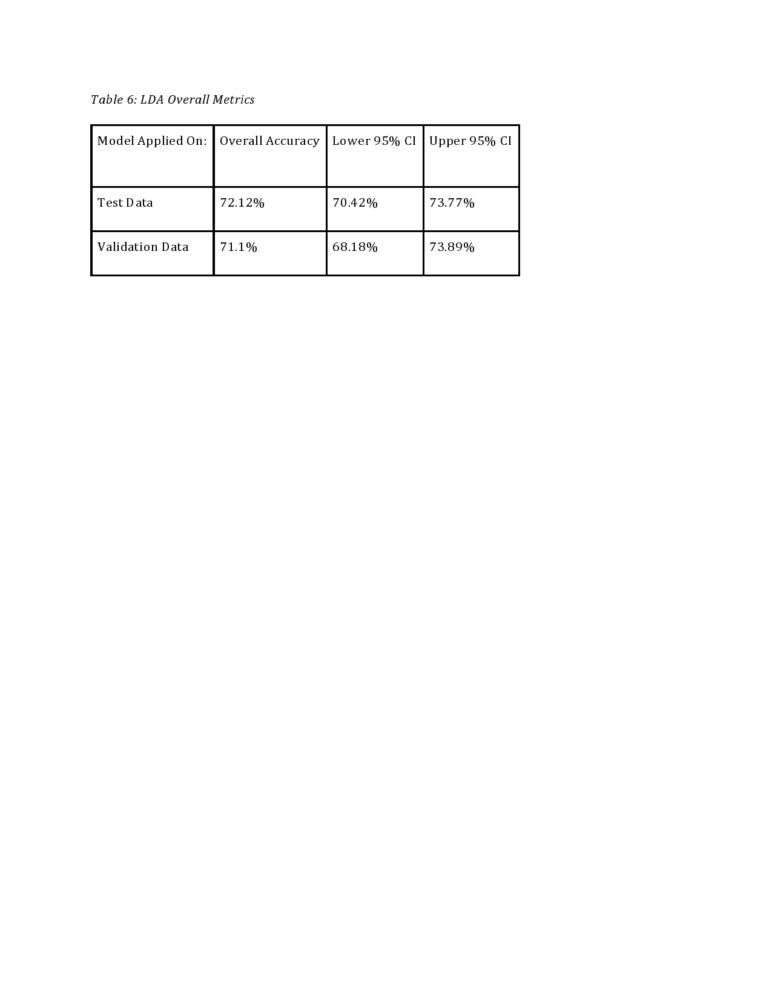 Table 6: LDA Overall Metrics
Model Applied On: Overall Accuracy Lower 95% CI Upper 95% CI
Test Data 72.12% 70.42% 73.77%
Validation Data 71.1% 68.18% 73.89%